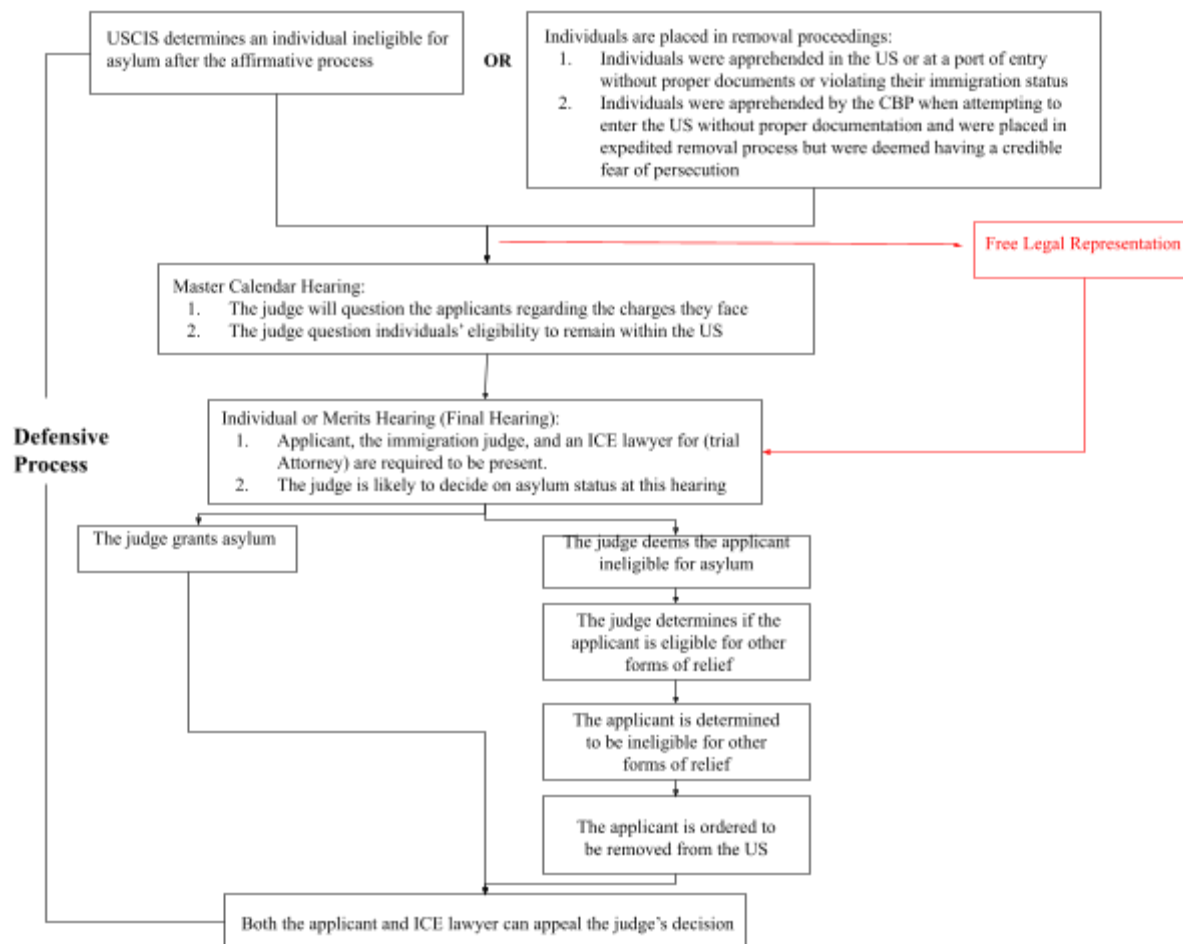 USCIS determines an individual ineligible for
asylum after the affirmative process
OR
Individuals are placed in removal proceedings:
1. Individuals were apprehended in the US or at a port of entry
without proper documents or violating their immigration status
2. Individuals were apprehended by the CBP when attempting to
enter the US without proper documentation and were placed in
expedited removal process but were deemed having a credible
fear of persecution
Free Legal Representation
Master Calendar Hearing:
1. The judge will question the applicants regarding the charges they face
2. The judge question individuals' eligibility to remain within the US
Defensive
Process
Individual or Merits Hearing (Final Hearing):
1. Applicant, the immigration judge, and an ICE lawyer for (trial
Attorney) are required to be present.
2. The judge is likely to decide on asylum status at this hearing
The judge grants asylum
The judge deems the applicant
ineligible for asylum
The judge determines if the
applicant is eligible for other
forms of relief
The applicant is determined
to be ineligible for other
forms of relief
The applicant is ordered to
be removed from the US
Both the applicant and ICE lawyer can appeal the judge's decision